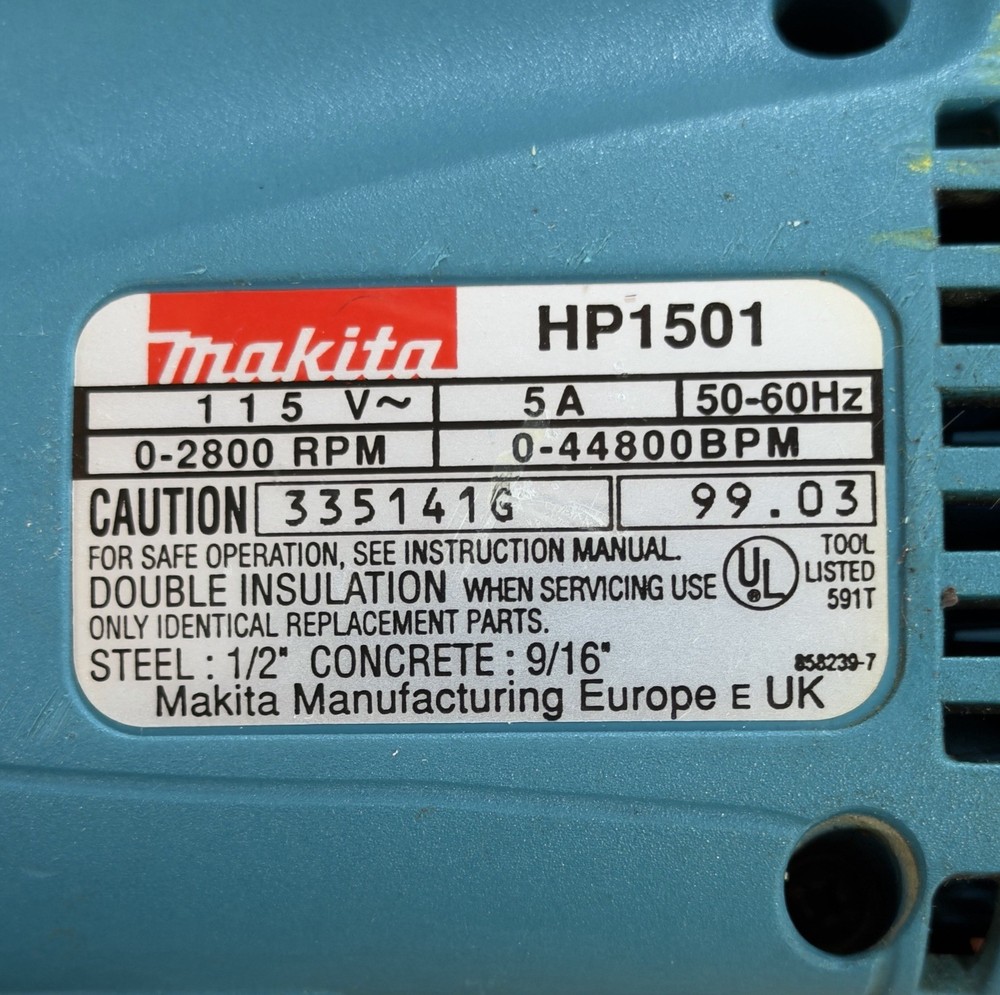 makita HP1501
115 V~ 5A 50-60Hz
0-2800 RPM 0-44800BPM
CAUTION 335141G 99.03
FOR SAFE OPERATION, SEE INSTRUCTION MANUAL.
DOUBLE INSULATION WHEN SERVICING USE
ONLY IDENTICAL REPLACEMENT PARTS.
UL ® TOOL
LISTED
591T
STEEL : 1/2" CONCRETE : 9/16" 858239-7
Makita Manufacturing Europe E UK